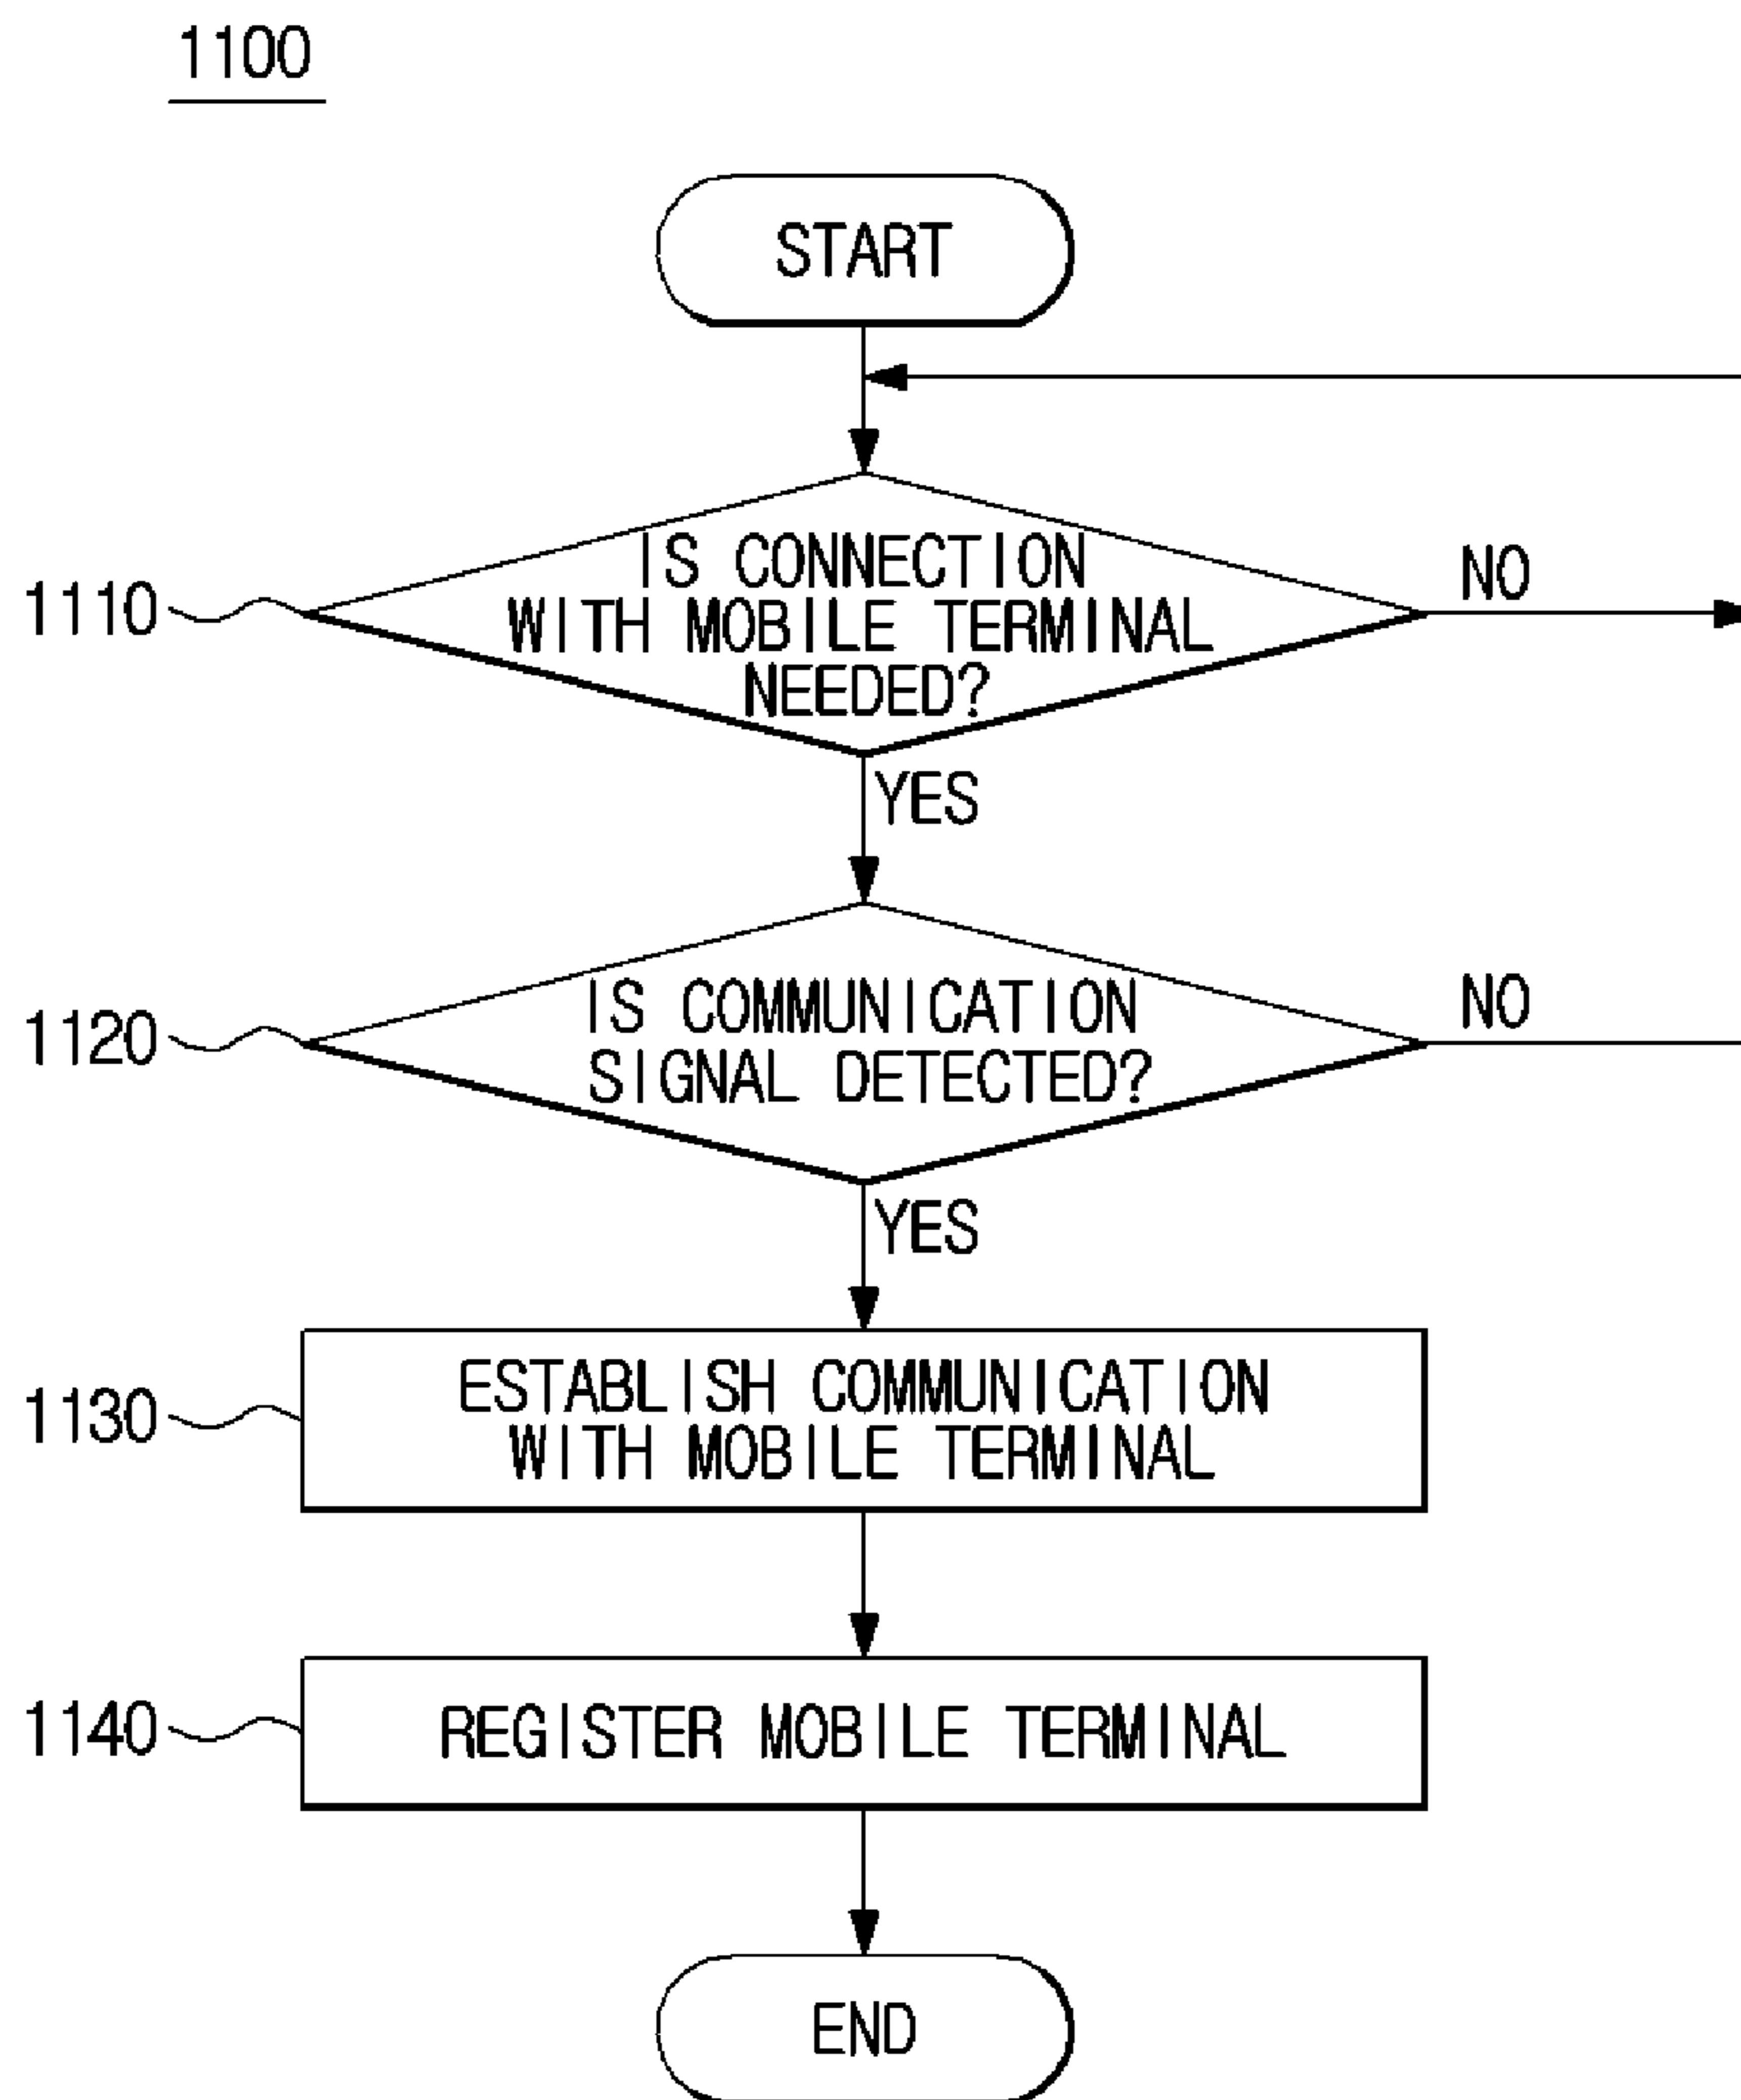 1100
START
1110
IS CONNECTION
WITH MOBILE TERMINAL
NEEDED?
NO
YES
1120
IS COMMUNICATION
SIGNAL DETECTED?
NO
YES
1130
ESTABLISH COMMUNICATION
WITH MOBILE TERMINAL
1140
REGISTER MOBILE TERMINAL
END